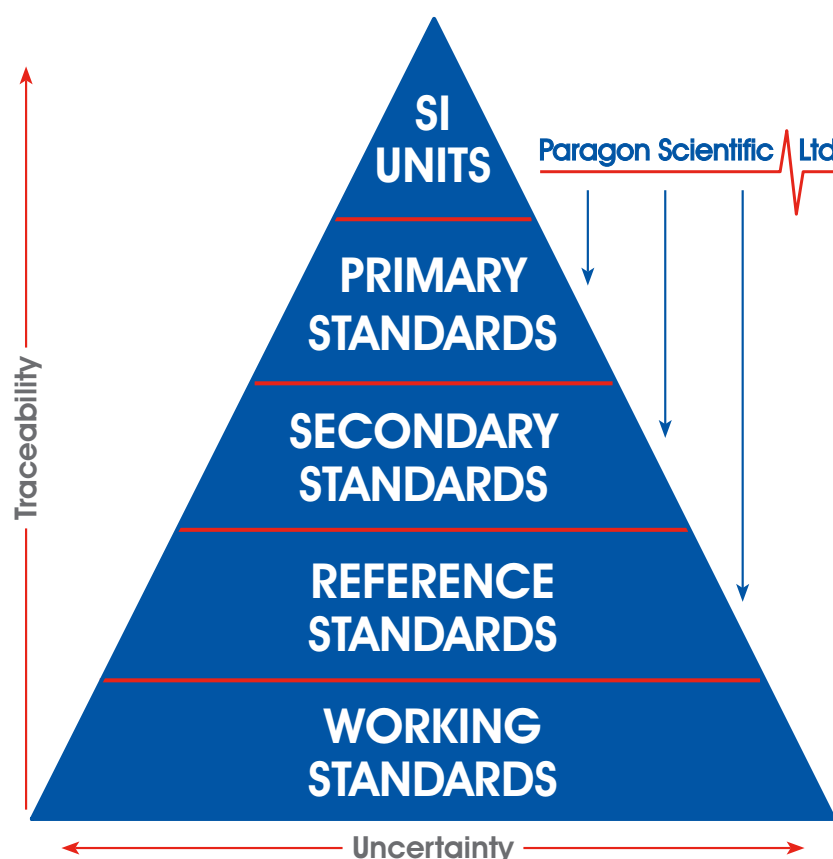 SI
UNITS
Paragon Scientific Ltd
PRIMARY
STANDARDS
SECONDARY
STANDARDS
REFERENCE
STANDARDS
WORKING
STANDARDS
Traceability
Uncertainty